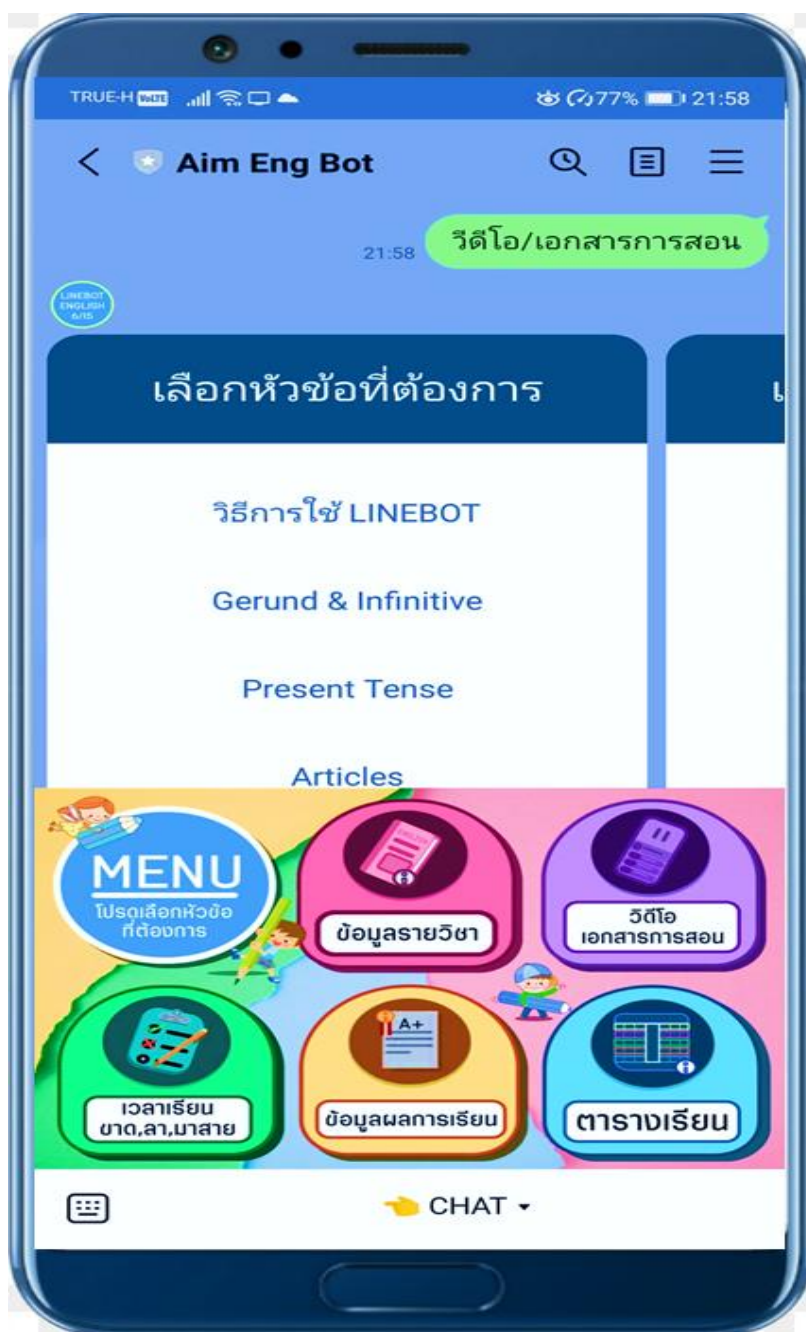 TRUE-H VoLTE 77% 21:58
Aim Eng Bot
21:58 วีดีโอ/เอกสารการสอน
LINEBOT
ENGLISH
6/15
เลือกหัวข้อที่ต้องการ
วิธีการใช้ LINEBOT
Gerund & Infinitive
Present Tense
Articles
MENU
โปรดเลือกหัวข้อ
ที่ต้องการ
ENGLISH
ข้อมูลรายวิชา
วิดีโอ
เอกสารการสอน
เวลาเรียน
ขาด,ลา,มาสาย
A+
ข้อมูลผลการเรียน
ตารางเรียน
CHAT